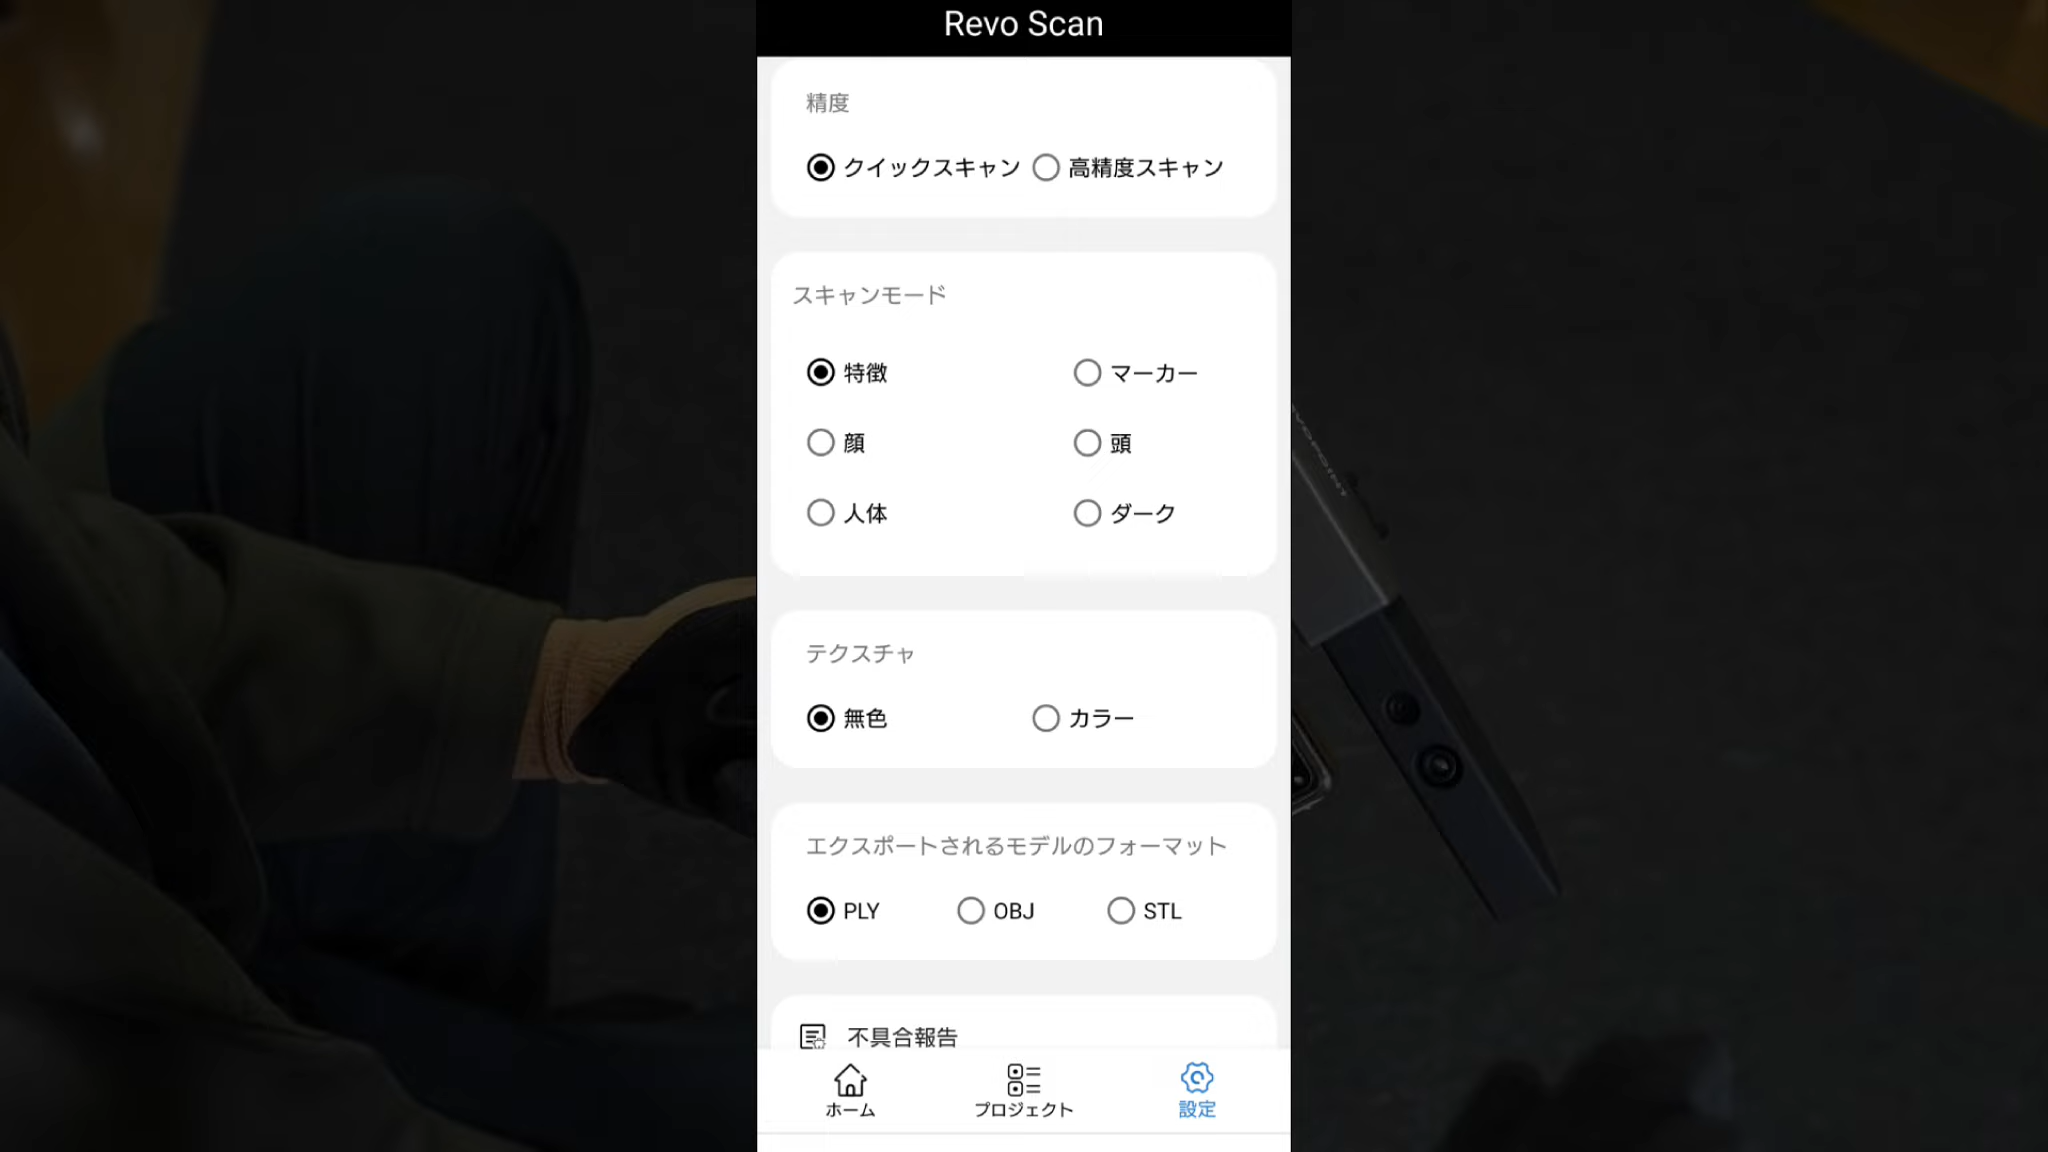 Revo Scan
精度
クイックスキャン 高精度スキャン
スキャンモード
特徴 マーカー
顔 頭
人体 ダーク
テクスチャ
無色 カラー
エクスポートされるモデルのフォーマット
PLY OBJ STL
不具合報告
ホーム プロジェクト 設定